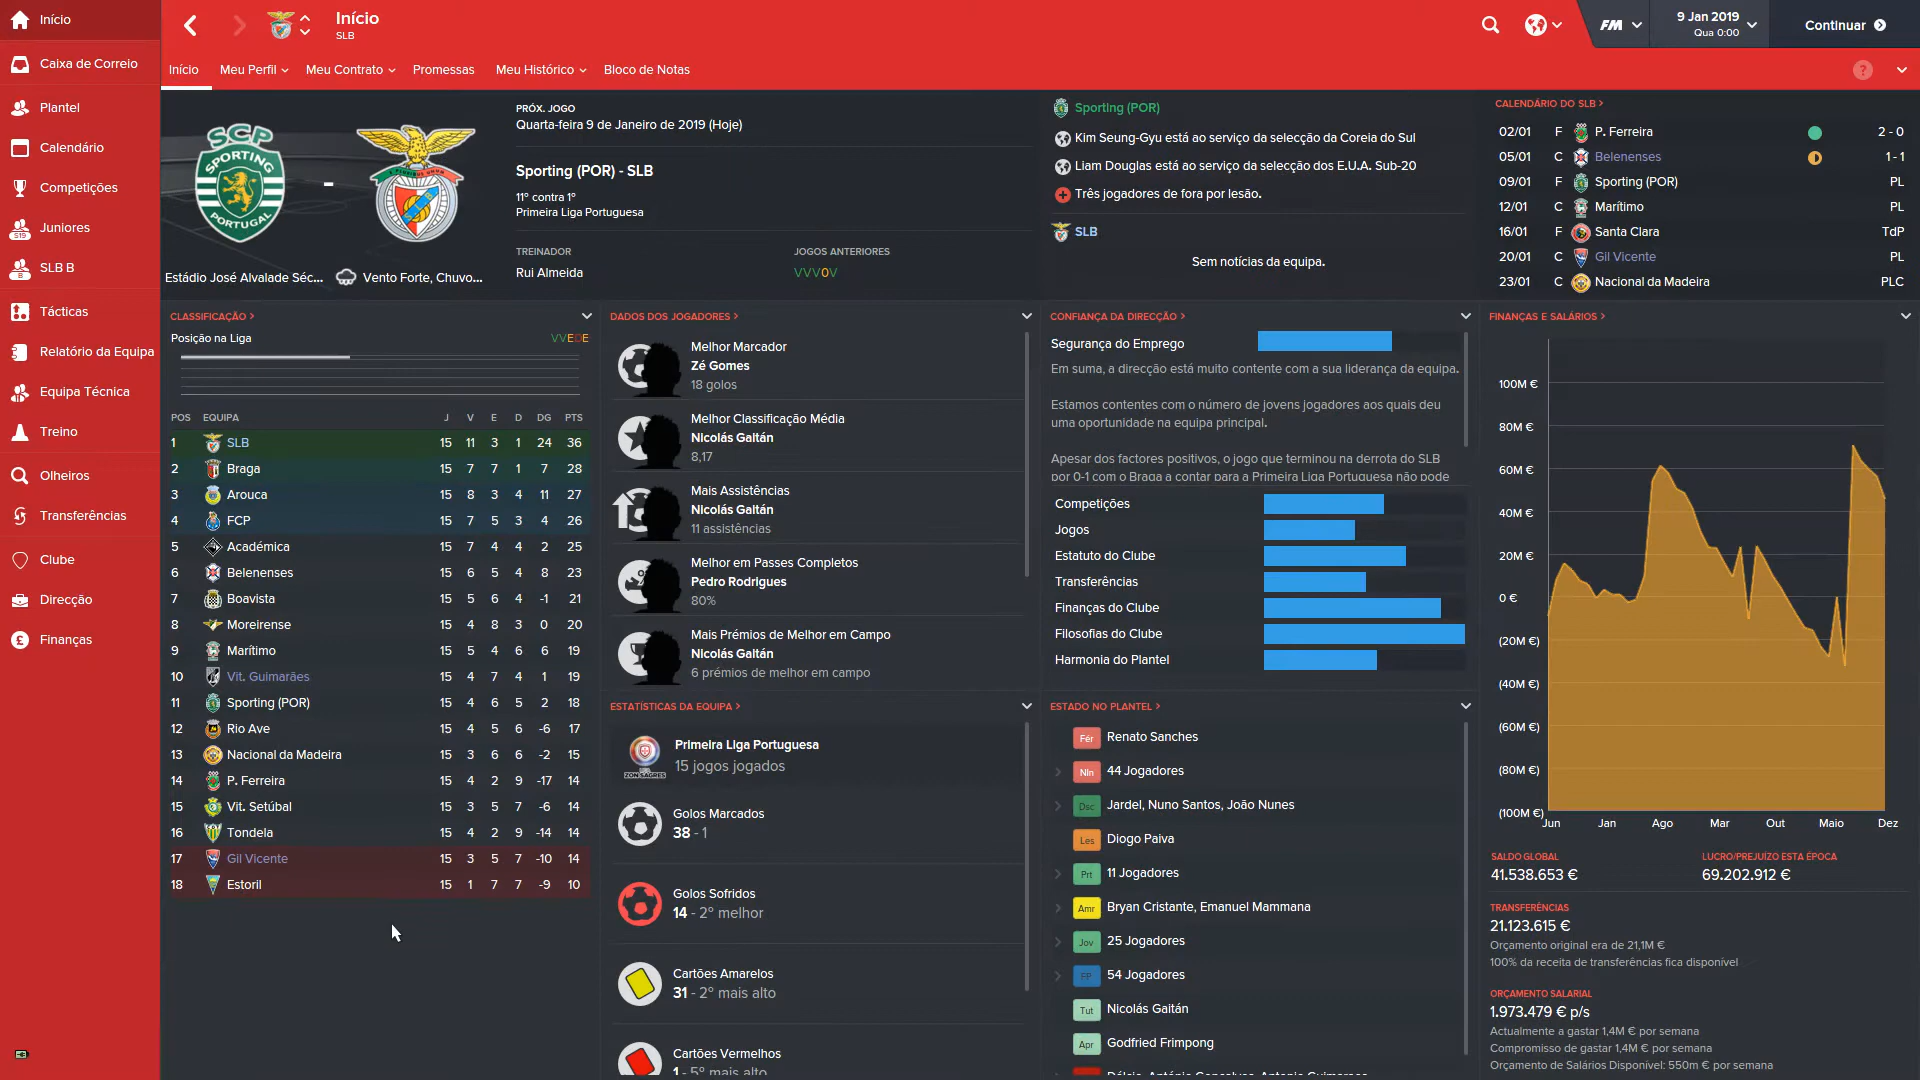 Início
Caixa de Correio
Plantel
Calendário
Competições
Juniores
SLB B
Tácticas
Relatório da Equipa
Equipa Técnica
Treino
Olheiros
Transferências
Clube
Direcção
Finanças
Início
SLB
FM
9 Jan 2019
Qua 0:00
Continuar
Início
Meu Perfil
Meu Contrato
Promessas
Meu Histórico
Bloco de Notas
SCP
SPORTING
PORTUGAL
-
Estádio José Alvalade Séc...
Vento Forte, Chuvo...
PRÓX. JOGO
Quarta-feira 9 de Janeiro de 2019 (Hoje)
Sporting (POR) - SLB
11º contra 1º
Primeira Liga Portuguesa
TREINADOR
Rui Almeida
JOGOS ANTERIORES
VVVOV
Sporting (POR)
Kim Seung-Gyu está ao serviço da selecção da Coreia do Sul
Liam Douglas está ao serviço da selecção dos E.U.A. Sub-20
Três jogadores de fora por lesão.
SLB
Sem notícias da equipa.
CALENDÁRIO DO SLB >
02/01 F P. Ferreira 2 - 0
05/01 C Belenenses 1 - 1
09/01 F Sporting (POR) PL
12/01 C Marítimo PL
16/01 F Santa Clara TdP
20/01 C Gil Vicente PL
23/01 C Nacional da Madeira PLC
CLASSIFICAÇÃO >
Posição na Liga VVEDE
POS EQUIPA J V E D DG PTS
1 SLB 15 11 3 1 24 36
2 Braga 15 7 7 1 7 28
3 Arouca 15 8 3 4 11 27
4 FCP 15 7 5 3 4 26
5 Académica 15 7 4 4 2 25
6 Belenenses 15 6 5 4 8 23
7 Boavista 15 5 6 4 -1 21
8 Moreirense 15 4 8 3 0 20
9 Marítimo 15 5 4 6 6 19
10 Vit. Guimarães 15 4 7 4 1 19
11 Sporting (POR) 15 4 6 5 2 18
12 Rio Ave 15 4 5 6 -6 17
13 Nacional da Madeira 15 3 6 6 -2 15
14 P. Ferreira 15 4 2 9 -17 14
15 Vit. Setúbal 15 3 5 7 -6 14
16 Tondela 15 4 2 9 -14 14
17 Gil Vicente 15 3 5 7 -10 14
18 Estoril 15 1 7 7 -9 10
DADOS DOS JOGADORES >
Melhor Marcador
Zé Gomes
18 golos
Melhor Classificação Média
Nicolás Gaitán
8,17
Mais Assistências
Nicolás Gaitán
11 assistências
Melhor em Passes Completos
Pedro Rodrigues
80%
Mais Prémios de Melhor em Campo
Nicolás Gaitán
6 prémios de melhor em campo
ESTATÍSTICAS DA EQUIPA >
Primeira Liga Portuguesa
15 jogos jogados
Golos Marcados
38 - 1
Golos Sofridos
14 - 2º melhor
Cartões Amarelos
31 - 2º mais alto
Cartões Vermelhos
1 - 5º mais alto
CONFIANÇA DA DIRECÇÃO >
Segurança do Emprego
Em suma, a direcção está muito contente com a sua liderança da equipa.
Estamos contentes com o número de jovens jogadores aos quais deu
uma oportunidade na equipa principal.
Apesar dos factores positivos, o jogo que terminou na derrota do SLB
por 0-1 com o Braga a contar para a Primeira Liga Portuguesa não pode
Competições
Jogos
Estatuto do Clube
Transferências
Finanças do Clube
Filosofias do Clube
Harmonia do Plantel
ESTADO NO PLANTEL >
Fér Renato Sanches
NIn 44 Jogadores
Dsc Jardel, Nuno Santos, João Nunes
Les Diogo Paiva
Prt 11 Jogadores
Amr Bryan Cristante, Emanuel Mammana
Jov 25 Jogadores
FP 54 Jogadores
Tut Nicolás Gaitán
Apr Godfried Frimpong
FINANÇAS E SALÁRIOS >
100M €
80M €
60M €
40M €
20M €
0 €
(20M €)
(40M €)
(60M €)
(80M €)
(100M €)
Jun Jan Ago Mar Out Maio Dez
SALDO GLOBAL
41.538.653 €
LUCRO/PREJUÍZO ESTA ÉPOCA
69.202.912 €
TRANSFERÊNCIAS
21.123.615 €
Orçamento original era de 21,1M €
100% da receita de transferências fica disponível
ORÇAMENTO SALARIAL
1.973.479 € p/s
Actualmente a gastar 1,4M € por semana
Compromisso de gastar 1,4M € por semana
Orçamento de Salários Disponível: 550m € por semana